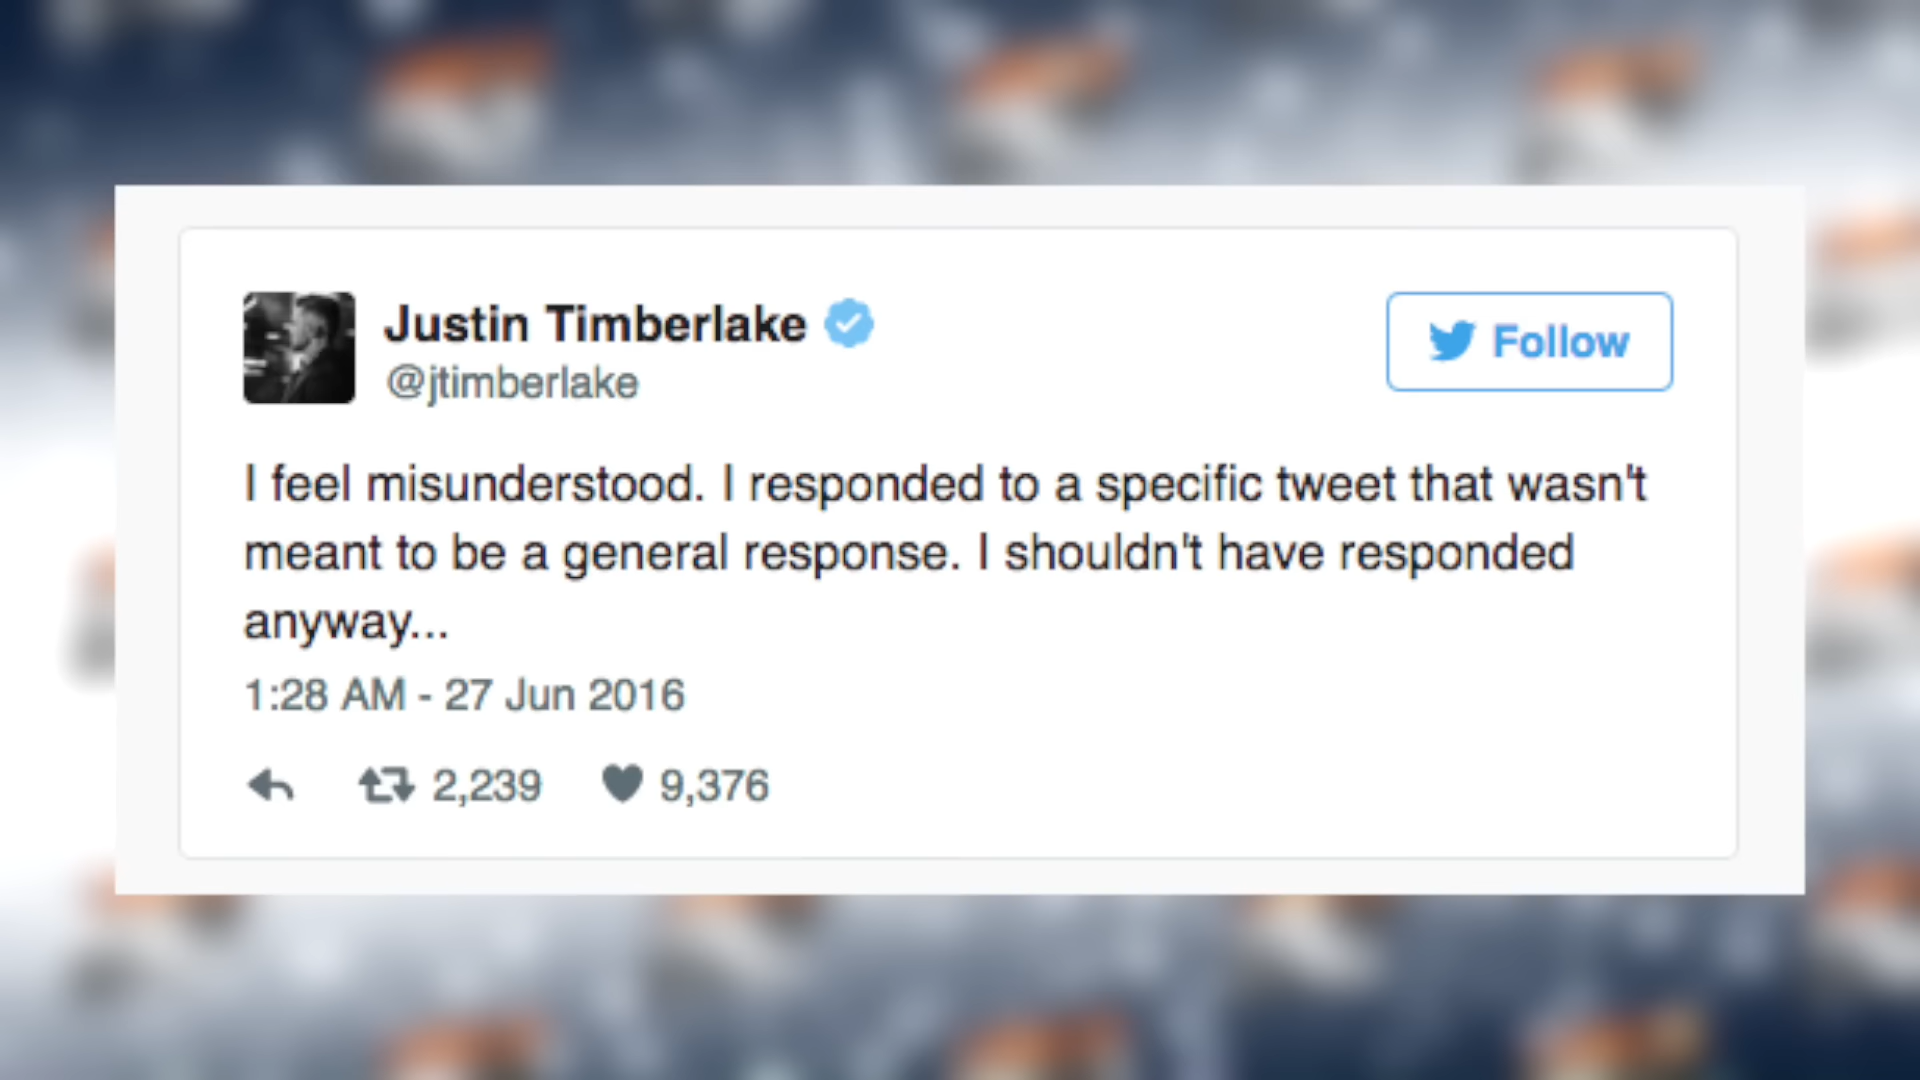 Justin Timberlake
@jtimberlake
Follow
I feel misunderstood. I responded to a specific tweet that wasn't
meant to be a general response. I shouldn't have responded
anyway...
1:28 AM - 27 Jun 2016
2,239 9,376